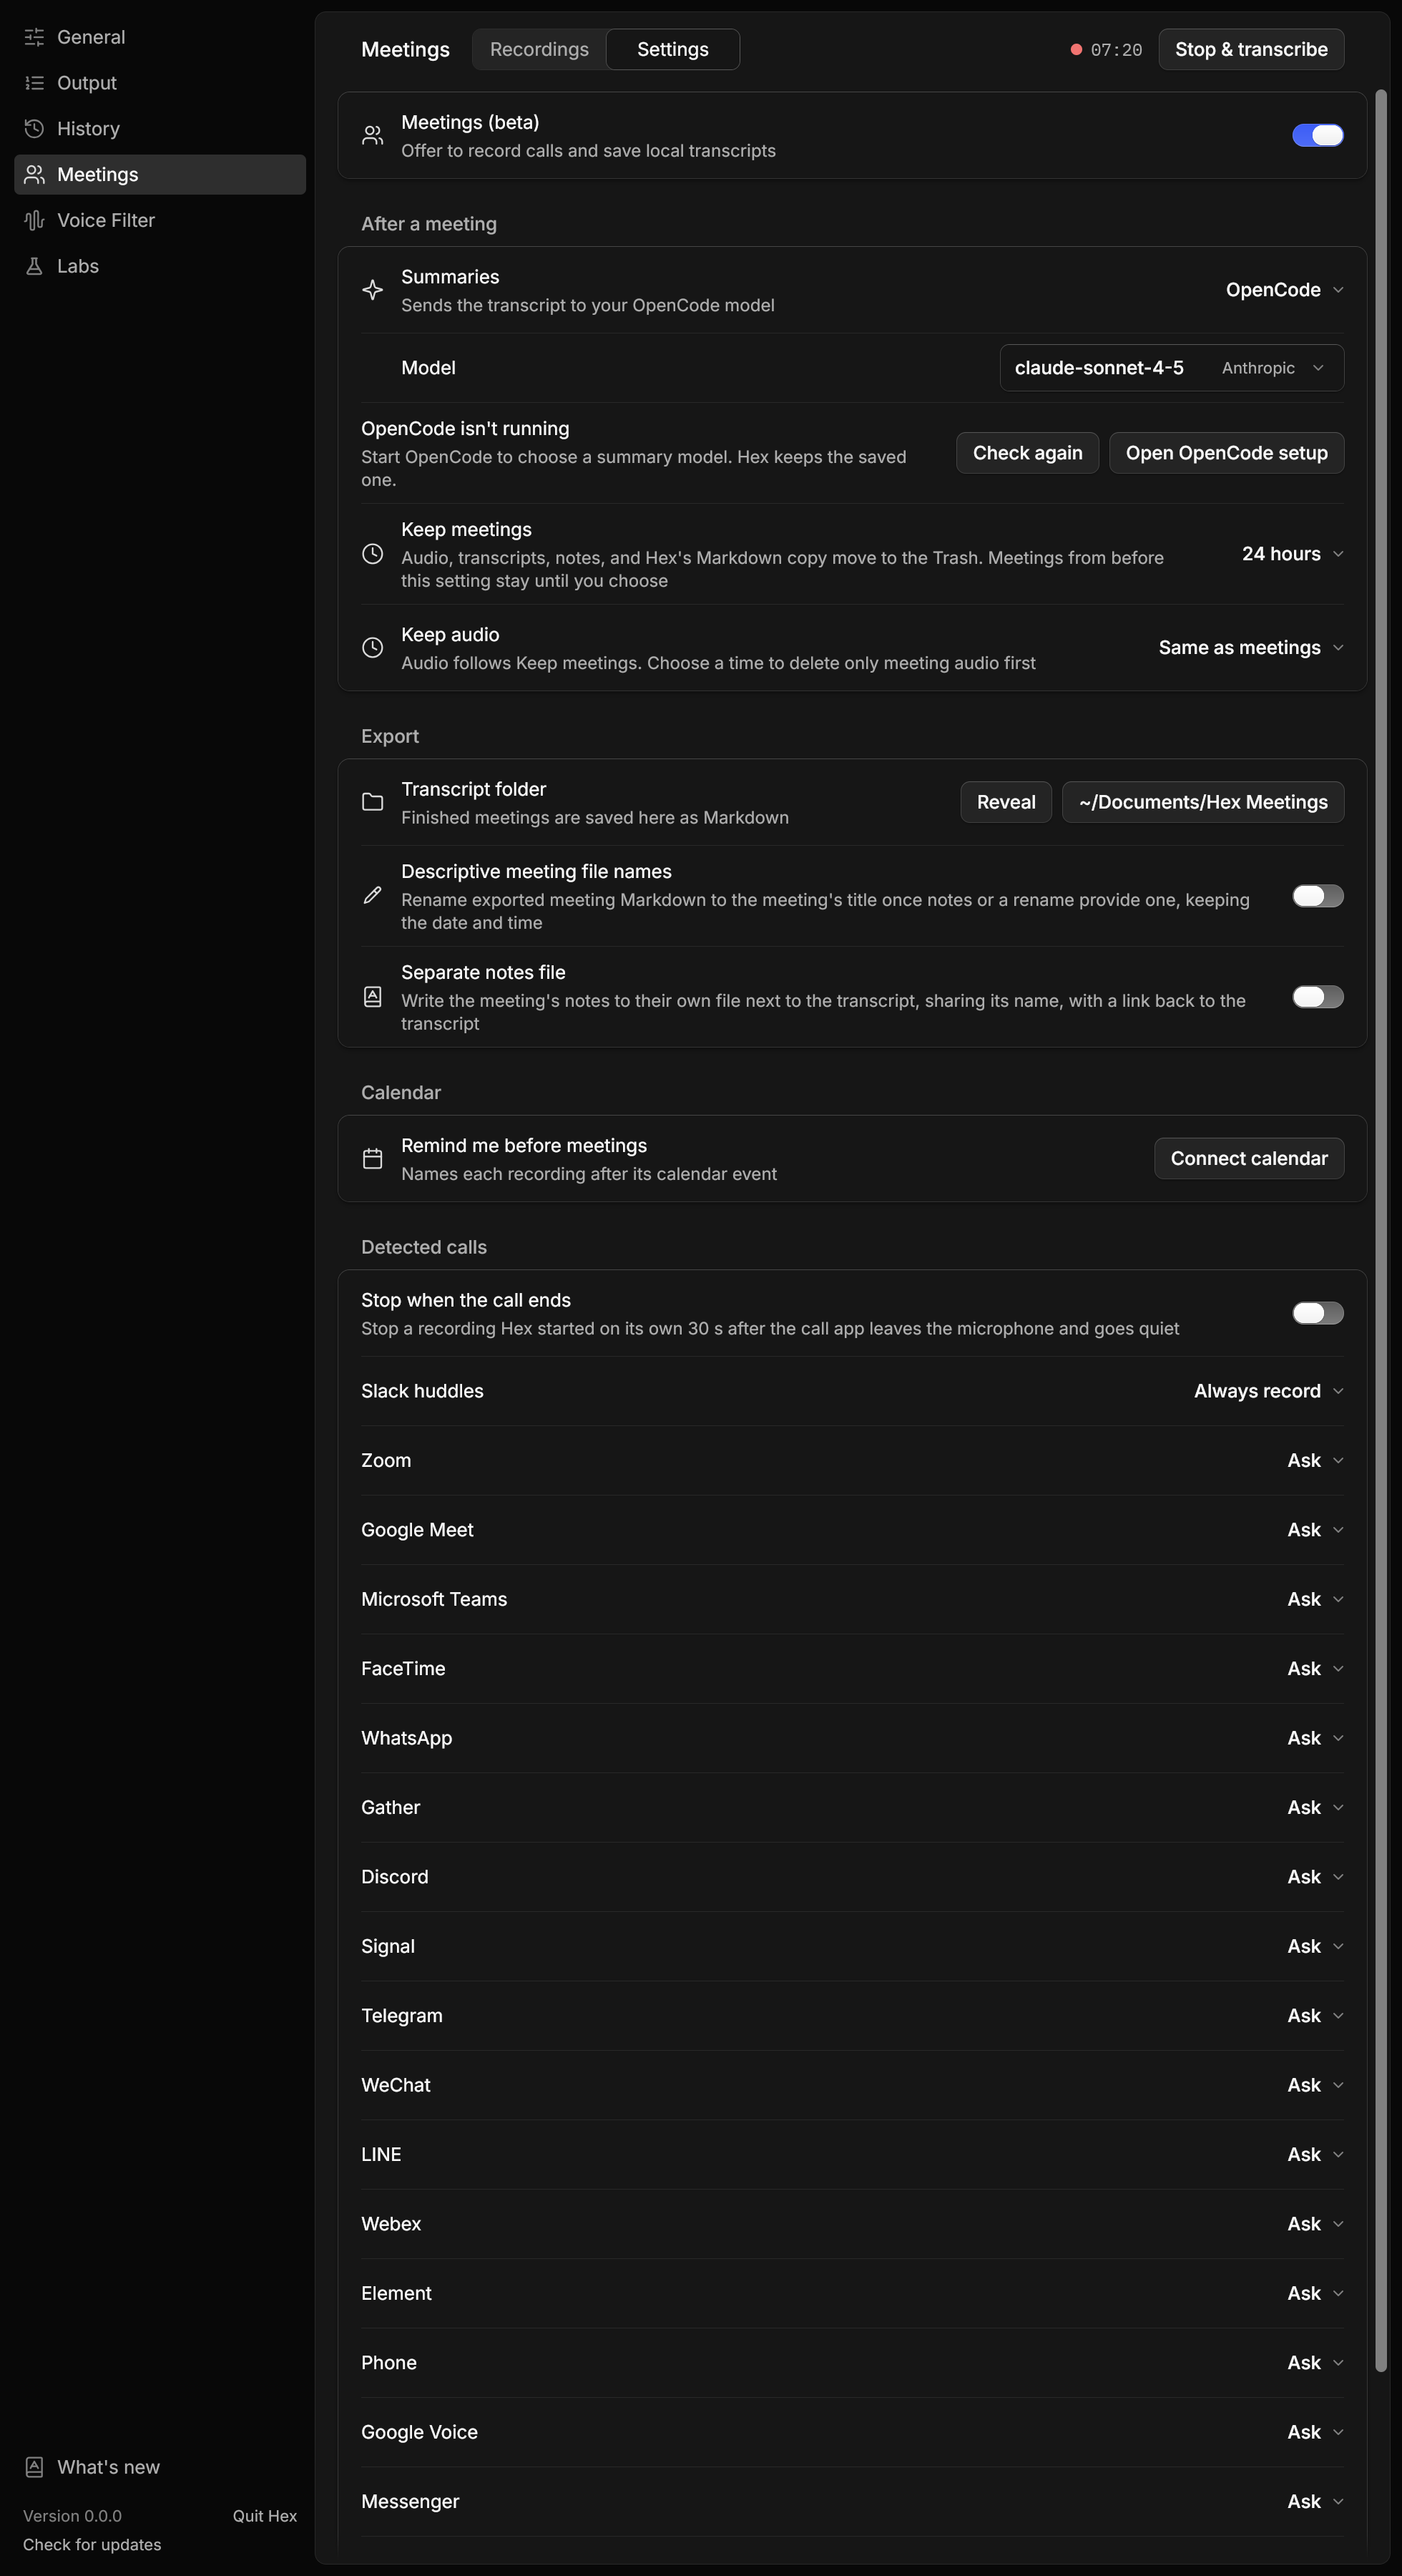 General
Output
History
Meetings
Voice Filter
Labs
Meetings
Recordings
Settings
07:20
Stop & transcribe
Meetings (beta)
Offer to record calls and save local transcripts
After a meeting
Summaries
Sends the transcript to your OpenCode model
OpenCode
Model
claude-sonnet-4-5
Anthropic
OpenCode isn't running
Start OpenCode to choose a summary model. Hex keeps the saved
one.
Check again
Open OpenCode setup
Keep meetings
Audio, transcripts, notes, and Hex's Markdown copy move to the Trash. Meetings from before
this setting stay until you choose
24 hours
Keep audio
Audio follows Keep meetings. Choose a time to delete only meeting audio first
Same as meetings
Export
Transcript folder
Finished meetings are saved here as Markdown
Reveal
~/Documents/Hex Meetings
Descriptive meeting file names
Rename exported meeting Markdown to the meeting's title once notes or a rename provide one, keeping
the date and time
Separate notes file
Write the meeting's notes to their own file next to the transcript, sharing its name, with a link back to the
transcript
Calendar
Remind me before meetings
Names each recording after its calendar event
Connect calendar
Detected calls
Stop when the call ends
Stop a recording Hex started on its own 30 s after the call app leaves the microphone and goes quiet
Slack huddles
Always record
Zoom
Ask
Google Meet
Ask
Microsoft Teams
Ask
FaceTime
Ask
WhatsApp
Ask
Gather
Ask
Discord
Ask
Signal
Ask
Telegram
Ask
WeChat
Ask
LINE
Ask
Webex
Ask
Element
Ask
Phone
Ask
Google Voice
Ask
Messenger
Ask
What's new
Version 0.0.0
Quit Hex
Check for updates